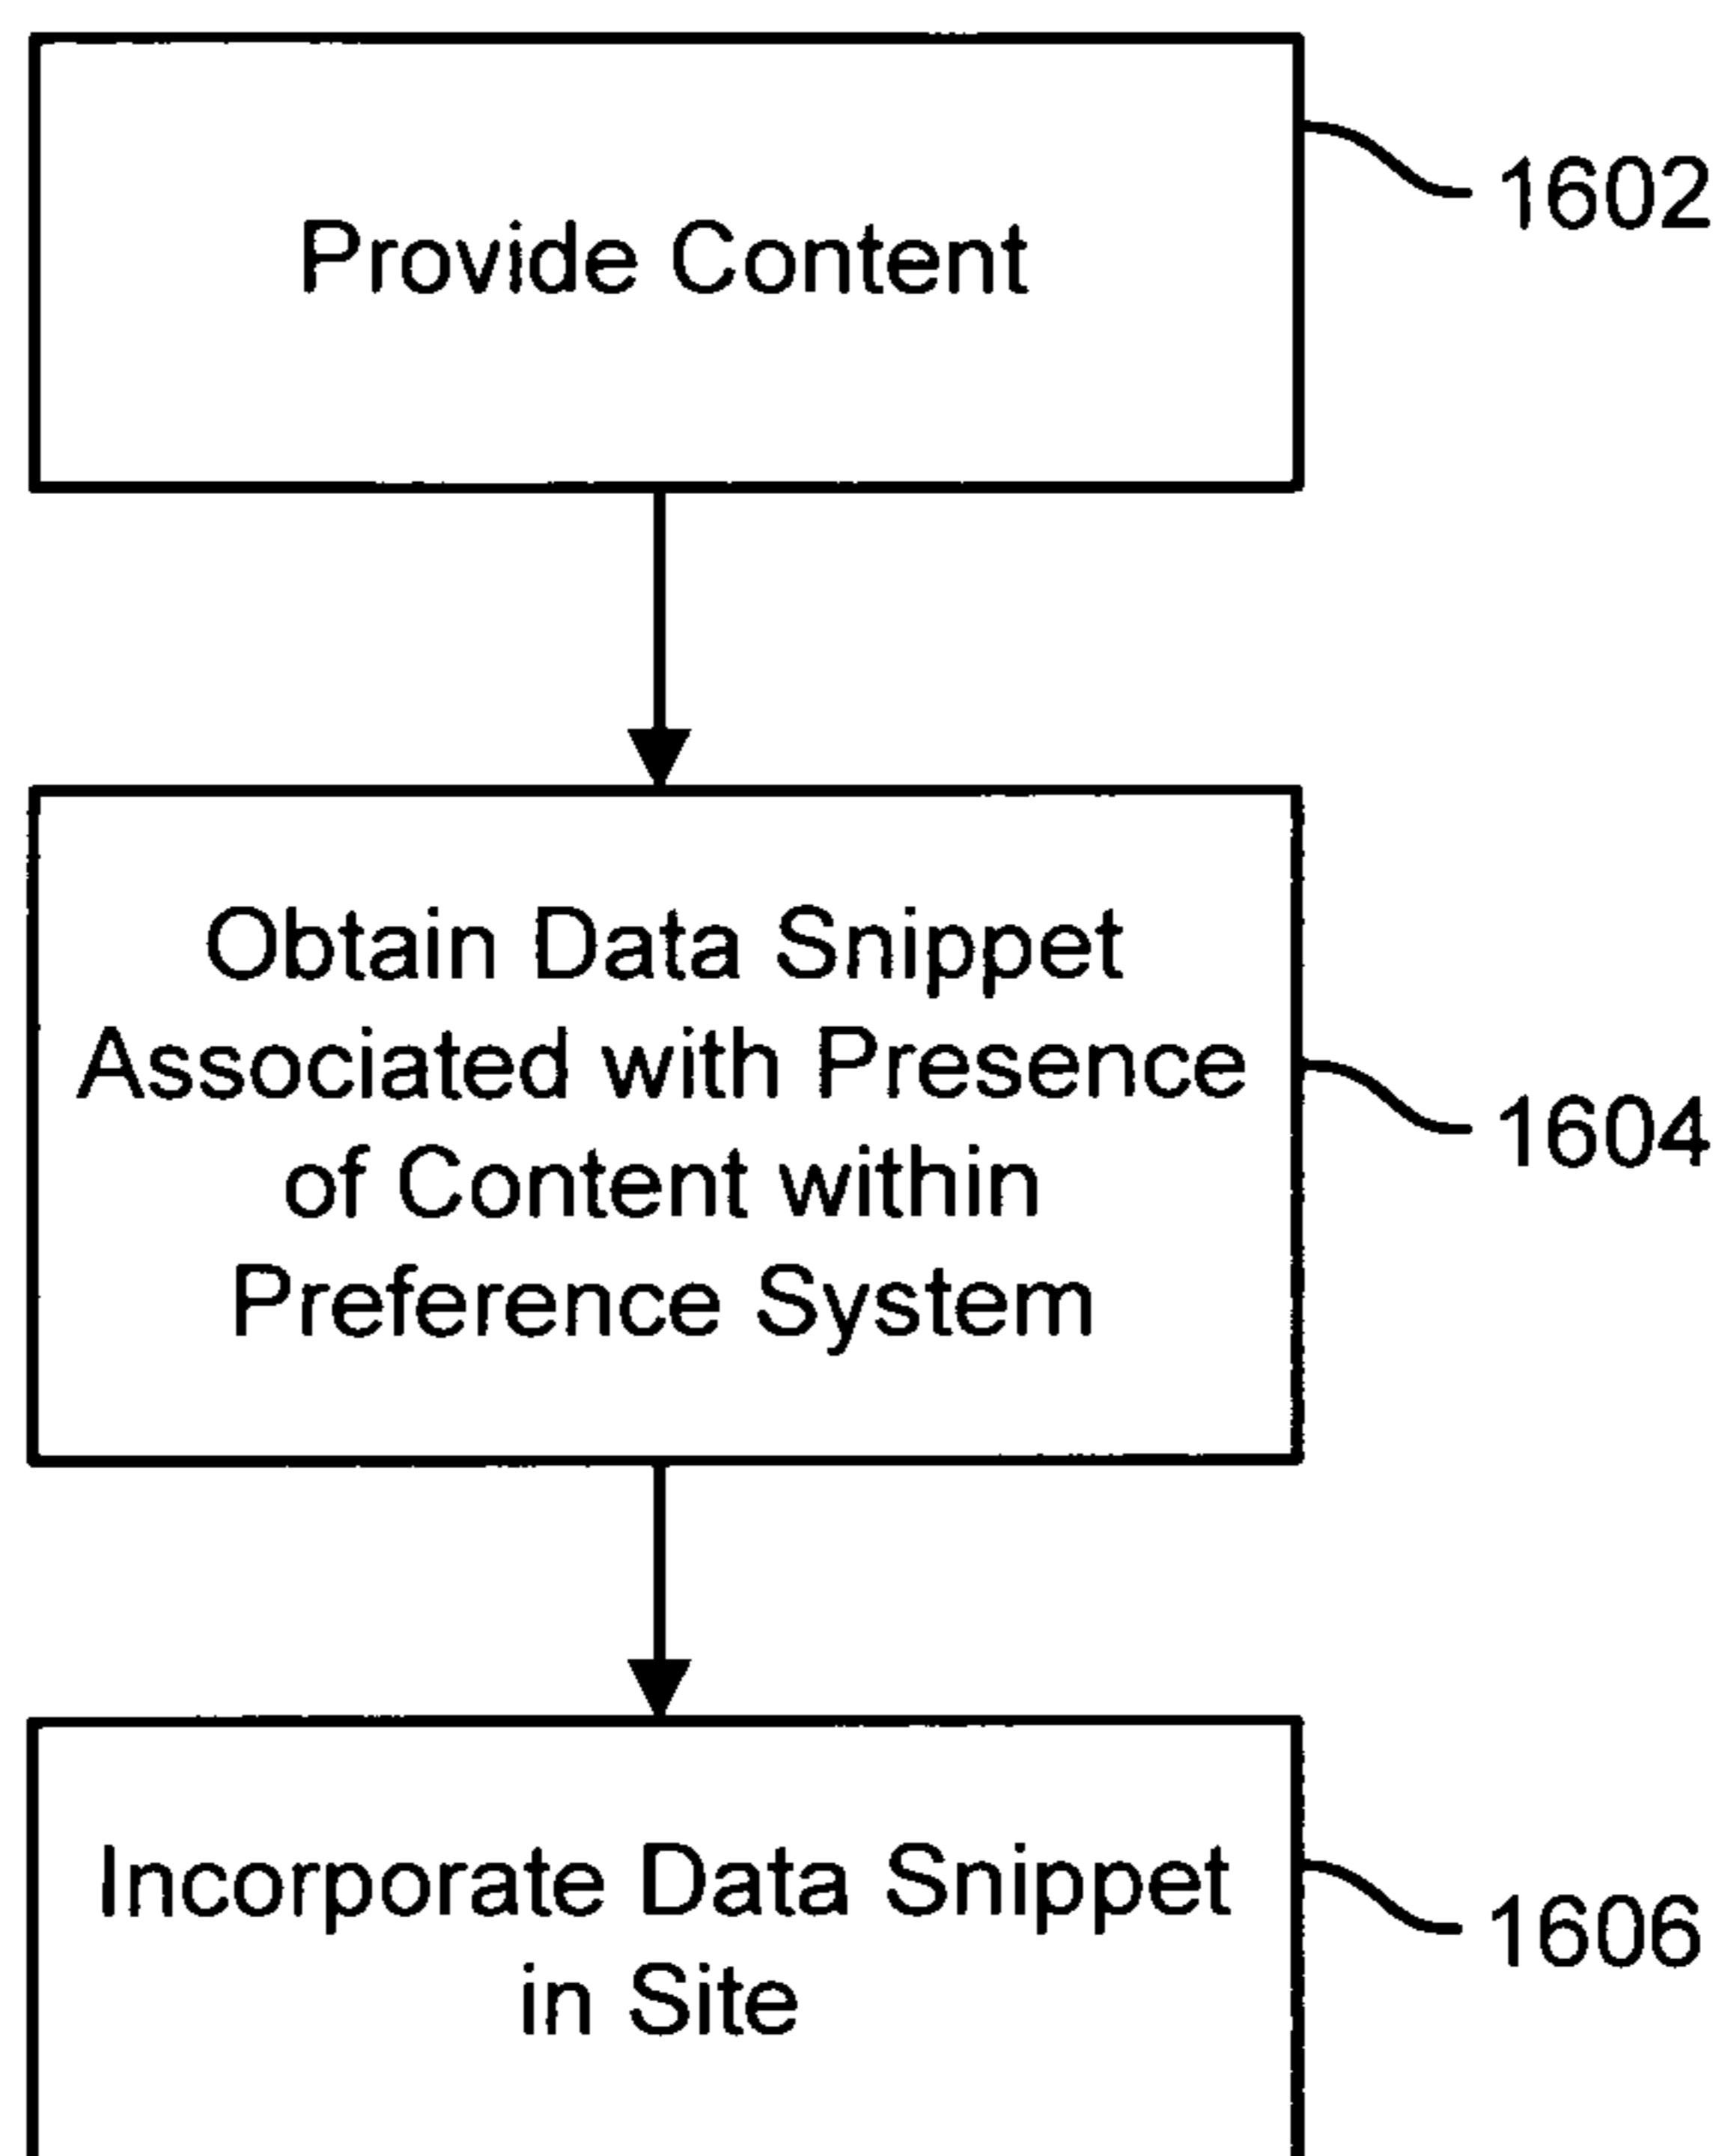 Provide Content
1602
Obtain Data Snippet
Associated with Presence
of Content within
Preference System
1604
Incorporate Data Snippet
in Site
1606